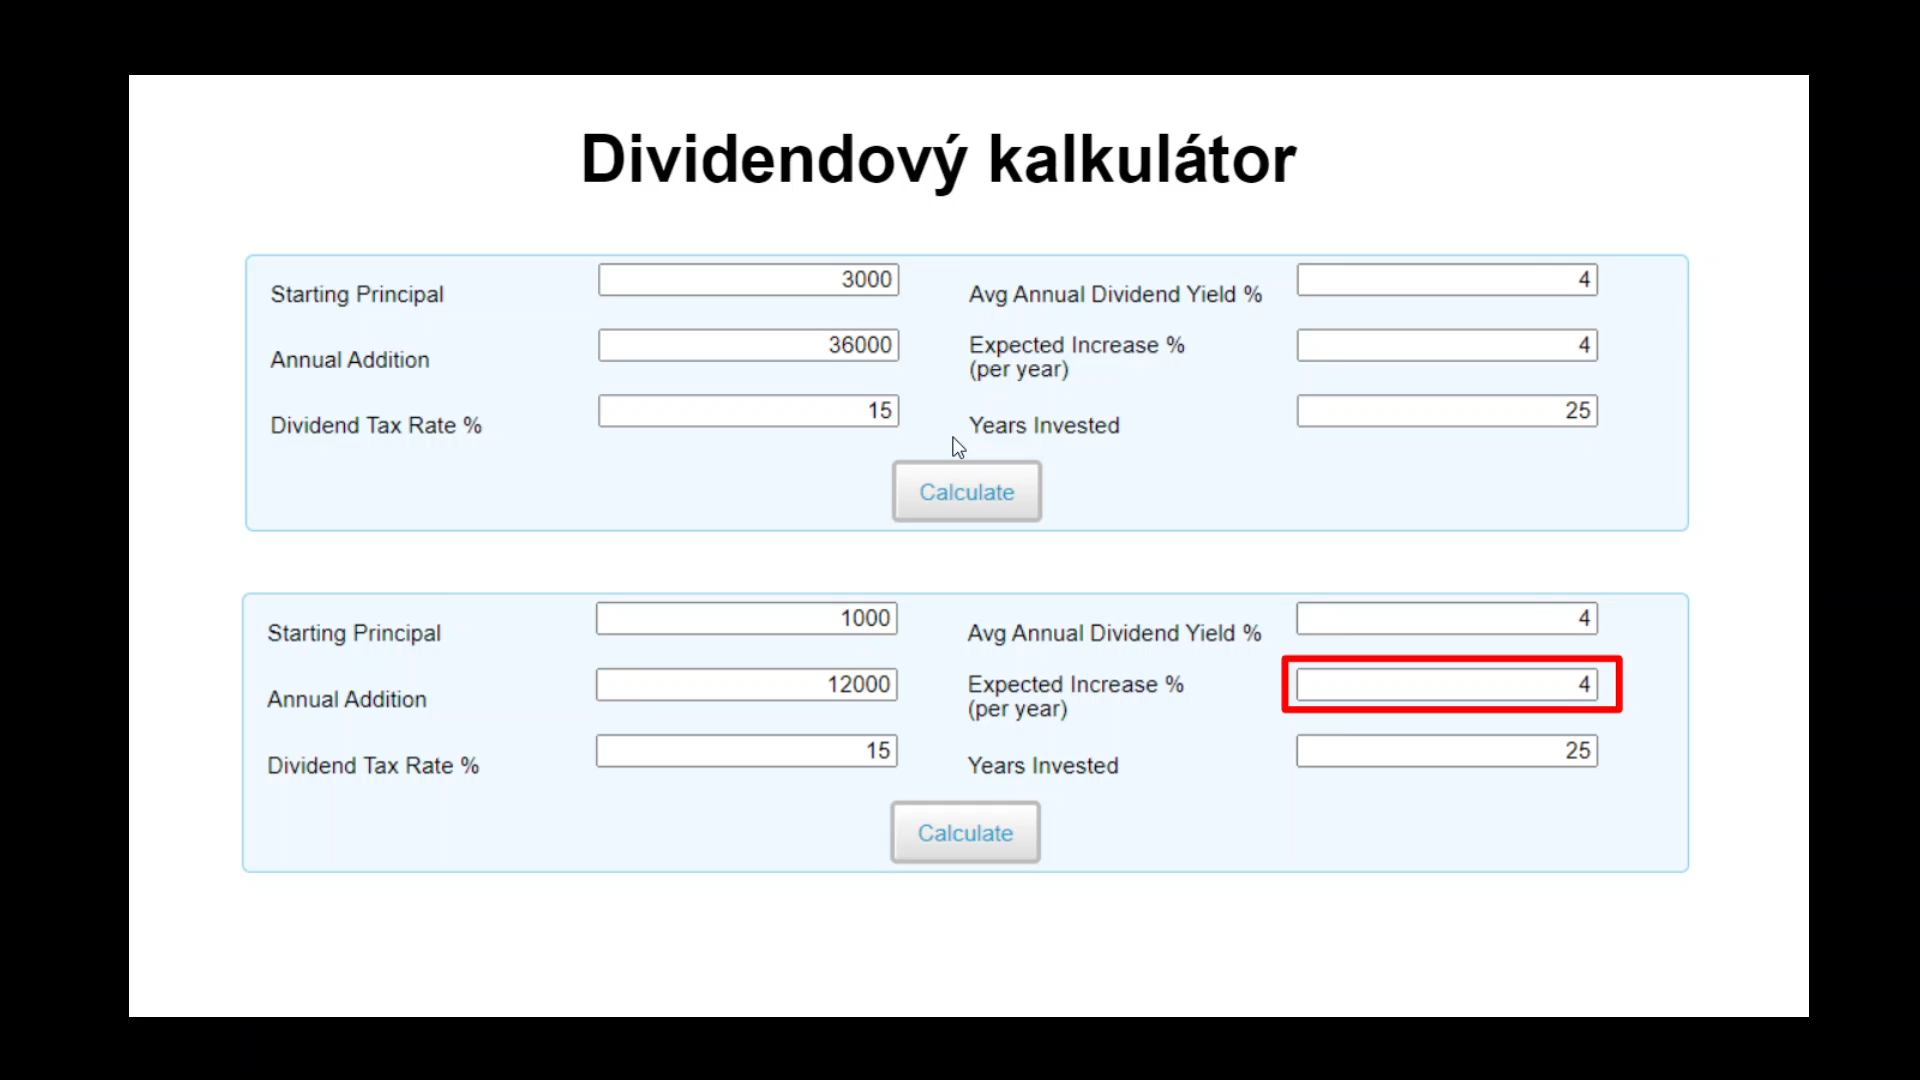 Dividendový kalkulátor
Starting Principal 3000 Avg Annual Dividend Yield % 4
Annual Addition 36000 Expected Increase % (per year) 4
Dividend Tax Rate % 15 Years Invested 25
Calculate
Starting Principal 1000 Avg Annual Dividend Yield % 4
Annual Addition 12000 Expected Increase % (per year) 4
Dividend Tax Rate % 15 Years Invested 25
Calculate